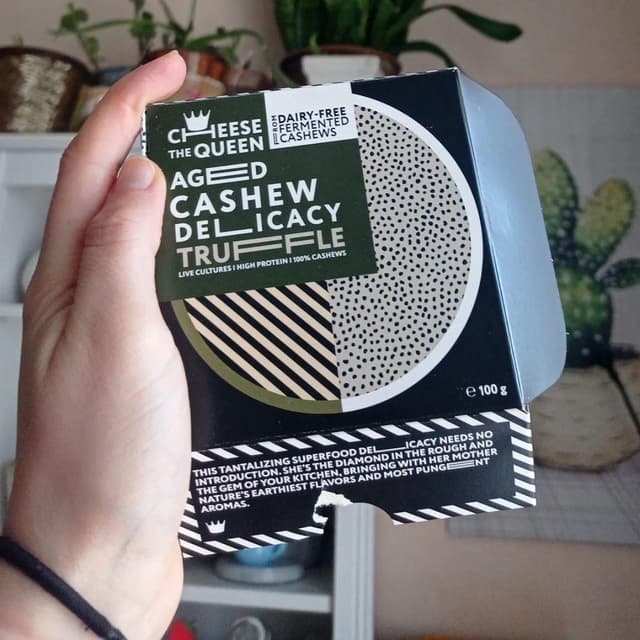 CHEESE
THE QUEEN
FROM
DAIRY-FREE
FERMENTED
CASHEWS
AGED
CASHEW
DELICACY
TRUFFLE
LIVE CULTURES I HIGH PROTEIN I 100% CASHEWS
e 100 g
THIS TANTALIZING SUPERFOOD DELICACY NEEDS NO
INTRODUCTION. SHE'S THE DIAMOND IN THE ROUGH AND
THE GEM OF YOUR KITCHEN, BRINGING WITH HER MOTHER
NATURE'S EARTHIEST FLAVORS AND MOST PUNGENT
AROMAS.